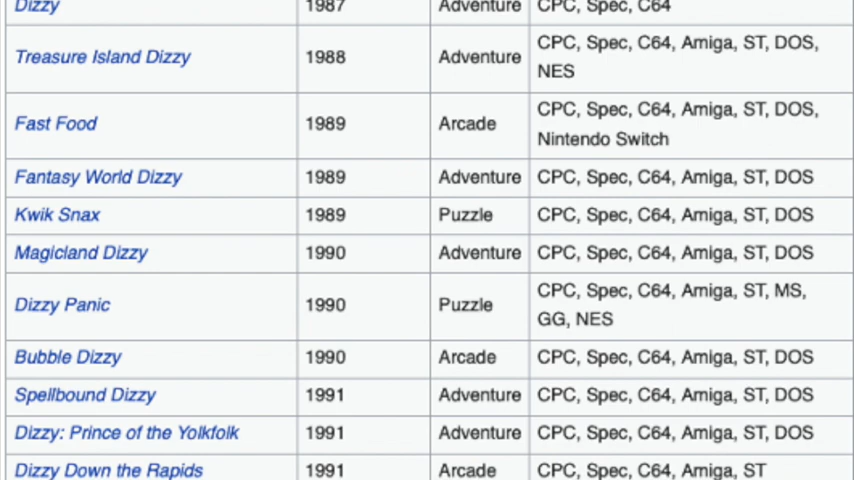 Dizzy 1987 Adventure CPC, Spec, C64
Treasure Island Dizzy 1988 Adventure CPC, Spec, C64, Amiga, ST, DOS,
NES
Fast Food 1989 Arcade CPC, Spec, C64, Amiga, ST, DOS,
Nintendo Switch
Fantasy World Dizzy 1989 Adventure CPC, Spec, C64, Amiga, ST, DOS
Kwik Snax 1989 Puzzle CPC, Spec, C64, Amiga, ST, DOS
Magicland Dizzy 1990 Adventure CPC, Spec, C64, Amiga, ST, DOS
Dizzy Panic 1990 Puzzle CPC, Spec, C64, Amiga, ST, MS,
GG, NES
Bubble Dizzy 1990 Arcade CPC, Spec, C64, Amiga, ST, DOS
Spellbound Dizzy 1991 Adventure CPC, Spec, C64, Amiga, ST, DOS
Dizzy: Prince of the Yolkfolk 1991 Adventure CPC, Spec, C64, Amiga, ST, DOS
Dizzy Down the Rapids 1991 Arcade CPC, Spec, C64, Amiga, ST